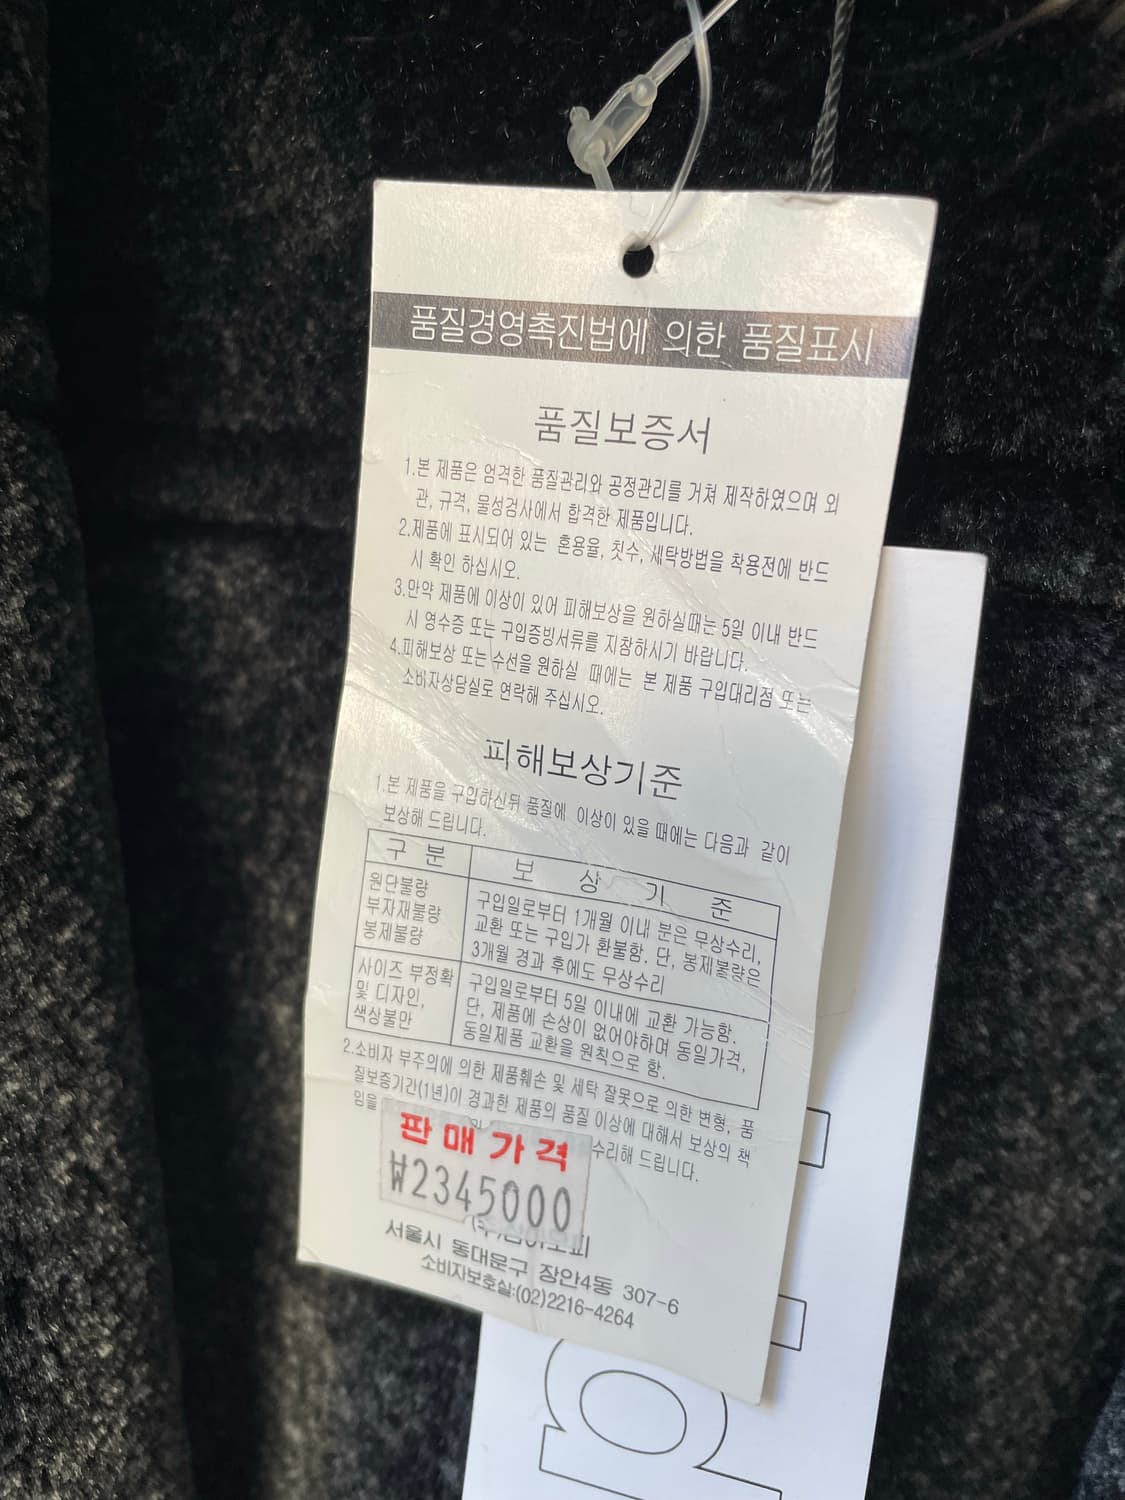 품질경영촉진법에 의한 품질표시
품질보증서
1.본 제품은 엄격한 품질관리와 공정관리를 거쳐 제작하였으며 외
관, 규격, 물성검사에서 합격한 제품입니다.
2.제품에 표시되어 있는 혼용율, 칫수, 세탁방법을 착용전에 반드
시 확인 하십시오.
3.만약 제품에 이상이 있어 피해보상을 원하실때는 5일 이내 반드
시 영수증 또는 구입증빙서류를 지참하시기 바랍니다.
4.피해보상 또는 수선을 원하실 때에는 본 제품 구입대리점 또는
소비자상담실로 연락해 주십시오.
피해보상기준
1.본 제품을 구입하신뒤 품질에 이상이 있을 때에는 다음과 같이
보상해 드립니다.
구 분 보 상 기 준
원단불량
부자재불량
봉제불량
구입일로부터 1개월 이내 분은 무상수리,
교환 또는 구입가 환불함. 단, 봉제불량은
3개월 경과 후에도 무상수리
사이즈 부정확
및 디자인,
색상불만
구입일로부터 5일 이내에 교환 가능함.
단, 제품에 손상이 없어야하며 동일가격,
동일제품 교환을 원칙으로 함.
2.소비자 부주의에 의한 제품훼손 및 세탁 잘못으로 의한 변형, 품
질보증기간(1년)이 경과한 제품의 품질 이상에 대해서 보상의 책
임을 수리해 드립니다.
판매가격
₩2345000
서울시 동대문구 장안4동 307-6
소비자보호실:(02)2216-4264